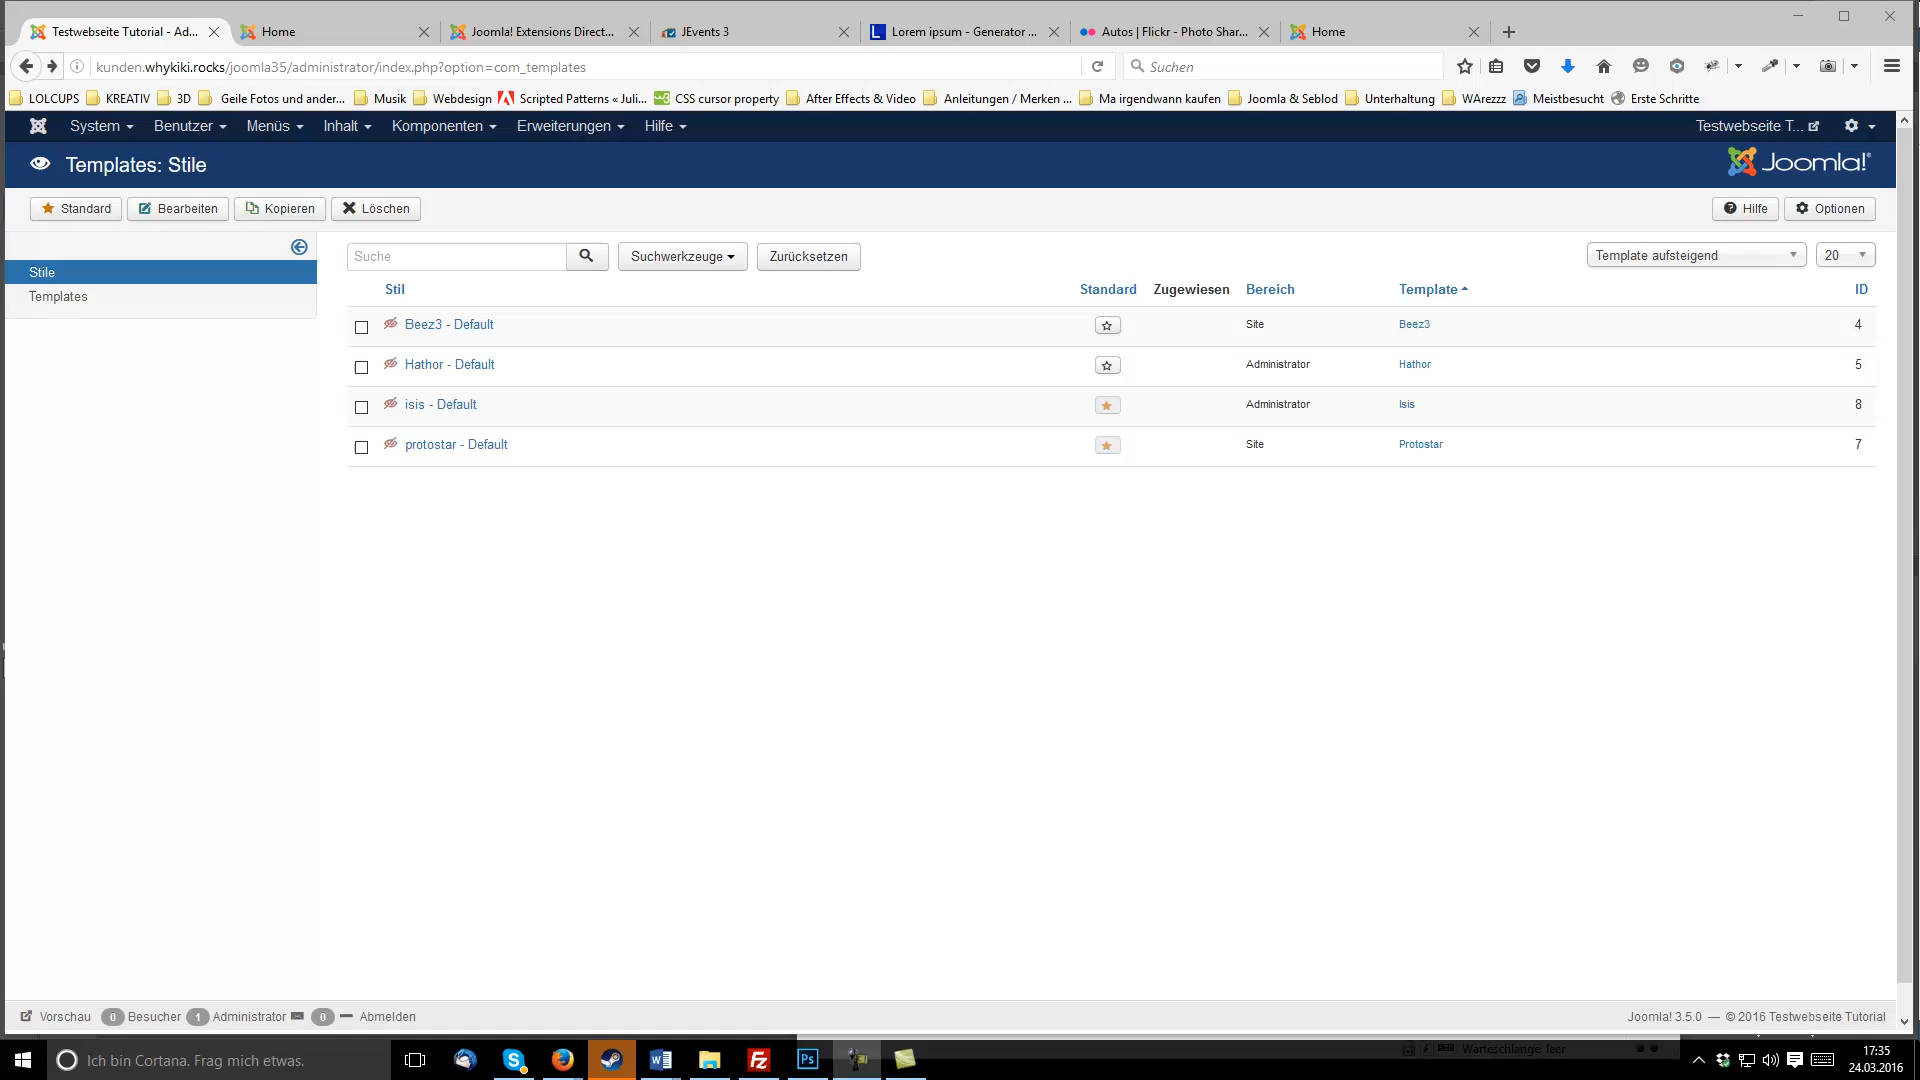 Testwebseite Tutorial - Ad...
Home
Joomla! Extensions Direct...
JEvents 3
Lorem ipsum - Generator ...
Autos | Flickr - Photo Shar...
Home
kunden.whykiki.rocks/joomla35/administrator/index.php?option=com_templates
Suchen
LOLCUPS
KREATIV
3D
Geile Fotos und ander...
Musik
Webdesign
Scripted Patterns « Juli...
CSS cursor property
After Effects & Video
Anleitungen / Merken ...
Ma irgendwann kaufen
Joomla & Seblod
Unterhaltung
WArezzz
Meistbesucht
Erste Schritte
System
Benutzer
Menüs
Inhalt
Komponenten
Erweiterungen
Hilfe
Testwebseite T...
Templates: Stile
Joomla!
Standard
Bearbeiten
Kopieren
Löschen
Hilfe
Optionen
Stile
Templates
Suche
Suchwerkzeuge
Zurücksetzen
Template aufsteigend
20
Stil Standard Zugewiesen Bereich Template ID
Beez3 - Default Site Beez3 4
Hathor - Default Administrator Hathor 5
isis - Default Administrator Isis 8
protostar - Default Site Protostar 7
Vorschau 0 Besucher 1 Administrator 0 Abmelden
Joomla! 3.5.0 — © 2016 Testwebseite Tutorial
Ich bin Cortana. Frag mich etwas.
Warteschlange: leer
17:35
24.03.2016